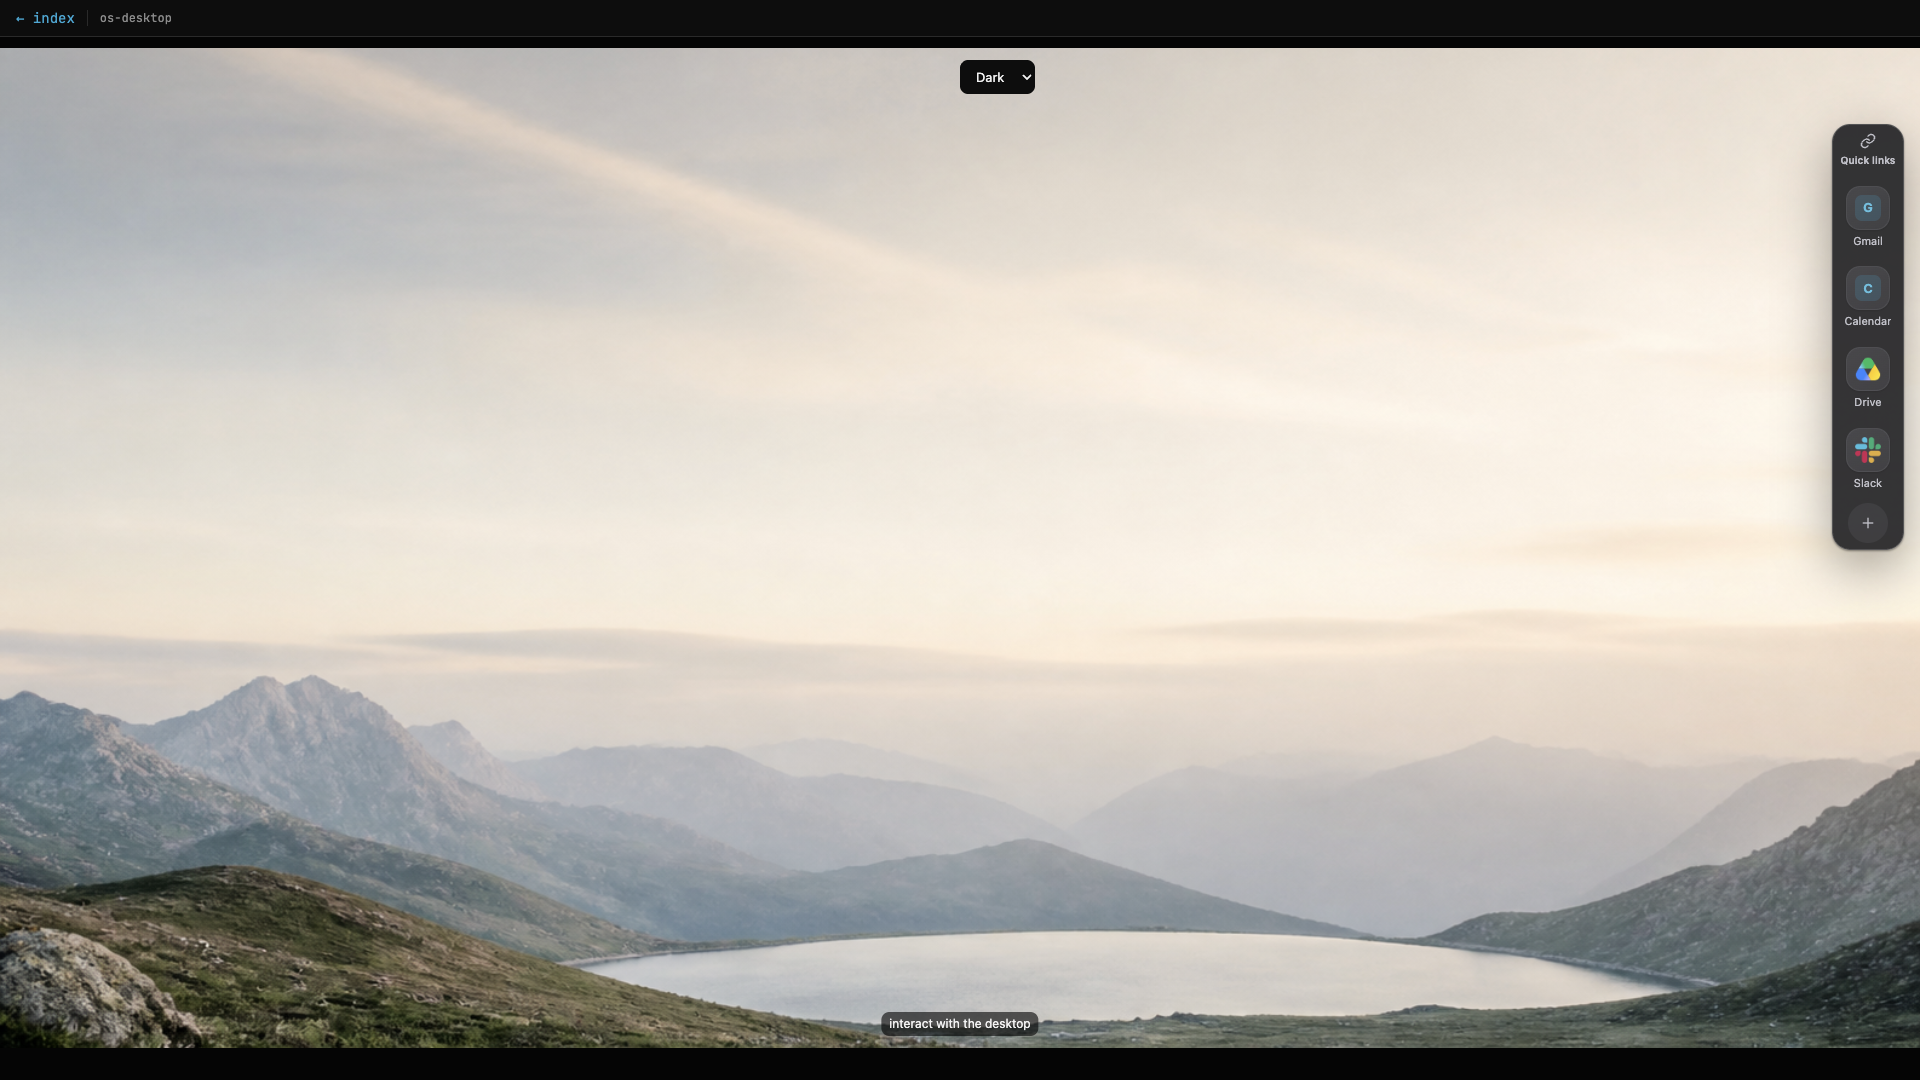 ← index
os-desktop
Dark
Quick links
G
Gmail
C
Calendar
Drive
Slack
+
interact with the desktop